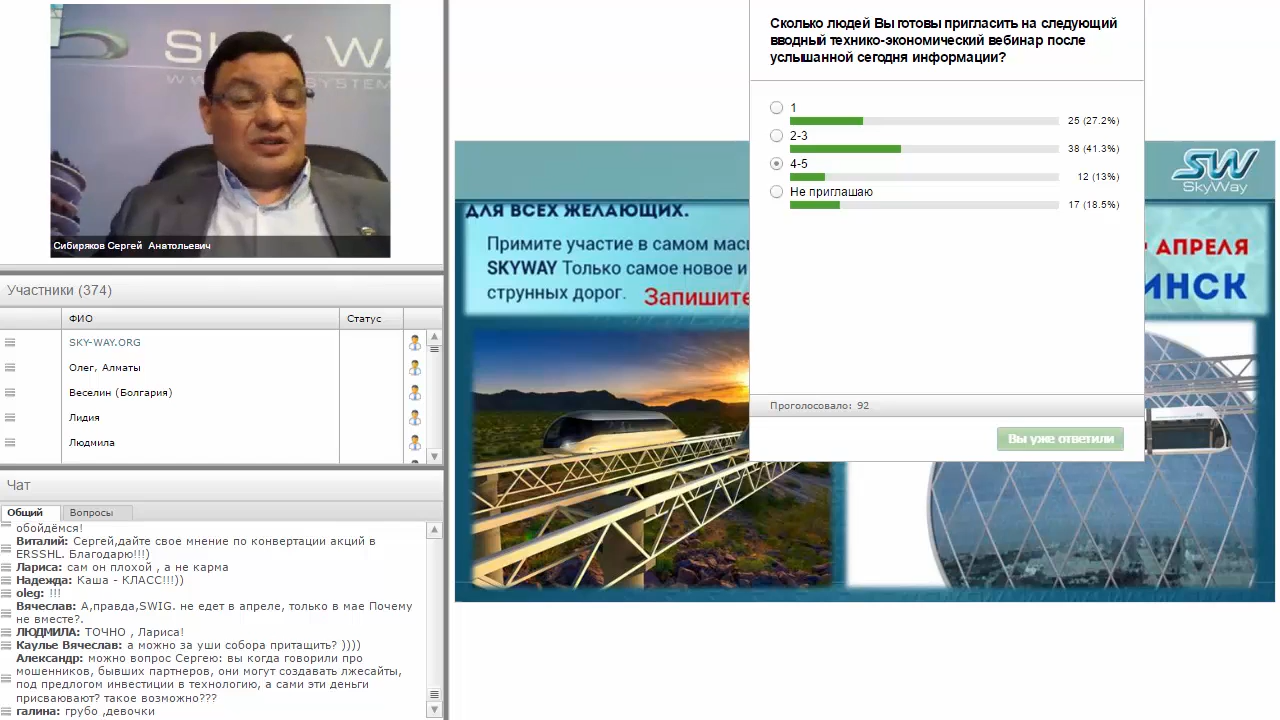 SKY WA
Сибиряков Сергей Анатольевич
Участники (374)
ФИО
Статус
SKY-WAY.ORG
Олег, Алматы
Веселин (Болгария)
Лидия
Людмила
Чат
Общий
Вопросы
обойдёмся!
Виталий: Сергей,дайте свое мнение по конвертации акций в
ERSSHL. Благодарю!!!)
Лариса: сам он плохой , а не карма
Надежда: Каша - КЛАСС!!!))
oleg: !!!
Вячеслав: А,правда,SWIG. не едет в апреле, только в мае Почему
не вместе?.
ЛЮДМИЛА: ТОЧНО , Лариса!
Каулье Вячеслав: а можно за уши собора притащить? ))))
Александр: можно вопрос Сергею: вы когда говорили про
мошенников, бывших партнеров, они могут создавать лжесайты,
под предлогом инвестиции в технологию, а сами эти деньги
присваювают? такое возможно???
галина: грубо ,девочки
Сколько людей Вы готовы пригласить на следующий
вводный технико-экономический вебинар после
услышанной сегодня информации?
1
25 (27.2%)
2-3
38 (41.3%)
4-5
12 (13%)
Не приглашаю
17 (18.5%)
Проголосовало: 92
Вы уже ответили
SW
SkyWay
ДЛЯ ВСЕХ ЖЕЛАЮЩИХ.
Примите участие в самом мас
SKYWAY Только самое новое и
струнных дорог.
Запишите
АПРЕЛЯ
ИНСК